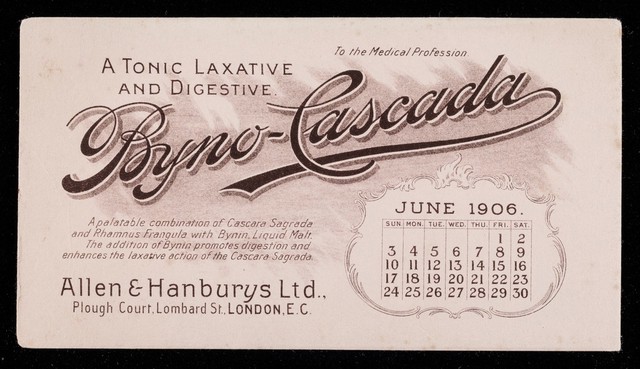 To the Medical Profession.
A TONIC LAXATIVE
AND DIGESTIVE.
Byno-Cascada
A palatable combination of Cascara Sagrada
and Rhamnus Frangula with Bynin, Liquid Malt.
The addition of Bynin promotes digestion and
enhances the laxative action of the Cascara Sagrada.
Allen & Hanburys Ltd.,
Plough Court, Lombard St., LONDON, E.C.
JUNE 1906.
SUN. MON. TUE. WED. THU. FRI. SAT.
1 2
3 4 5 6 7 8 9
10 11 12 13 14 15 16
17 18 19 20 21 22 23
24 25 26 27 28 29 30